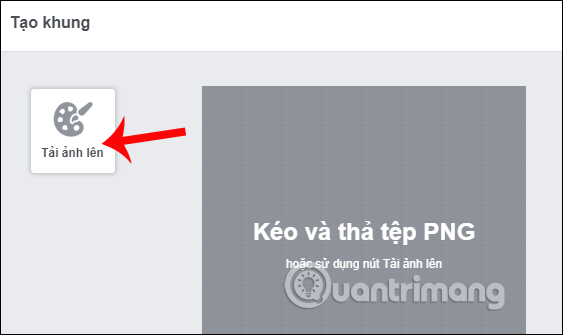 Tạo khung
Tải ảnh lên
Kéo và thả tệp PNG
hoặc sử dụng nút Tải ảnh lên
Quantrimang